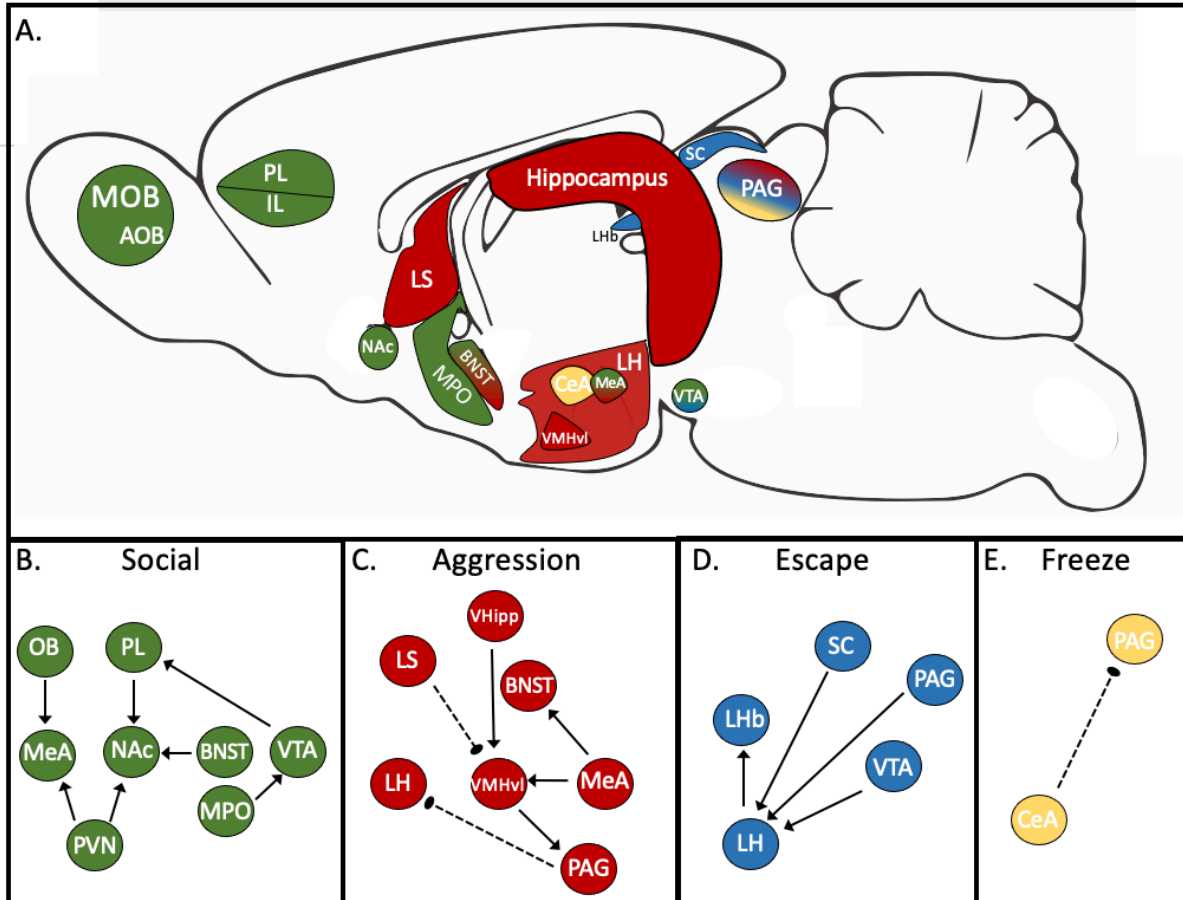 A.
MOB
AOB
PL
IL
Hippocampus
SC
PAG
LHb
LS
NAc
MPO
BNST
LH
CeA
MeA
VMHvl
VTA
B. Social
OB
PL
MeA
NAc
BNST
VTA
MPO
PVN
C. Aggression
VHipp
LS
BNST
LH
VMHvl
MeA
PAG
D. Escape
SC
PAG
LHb
VTA
LH
E. Freeze
PAG
CeA